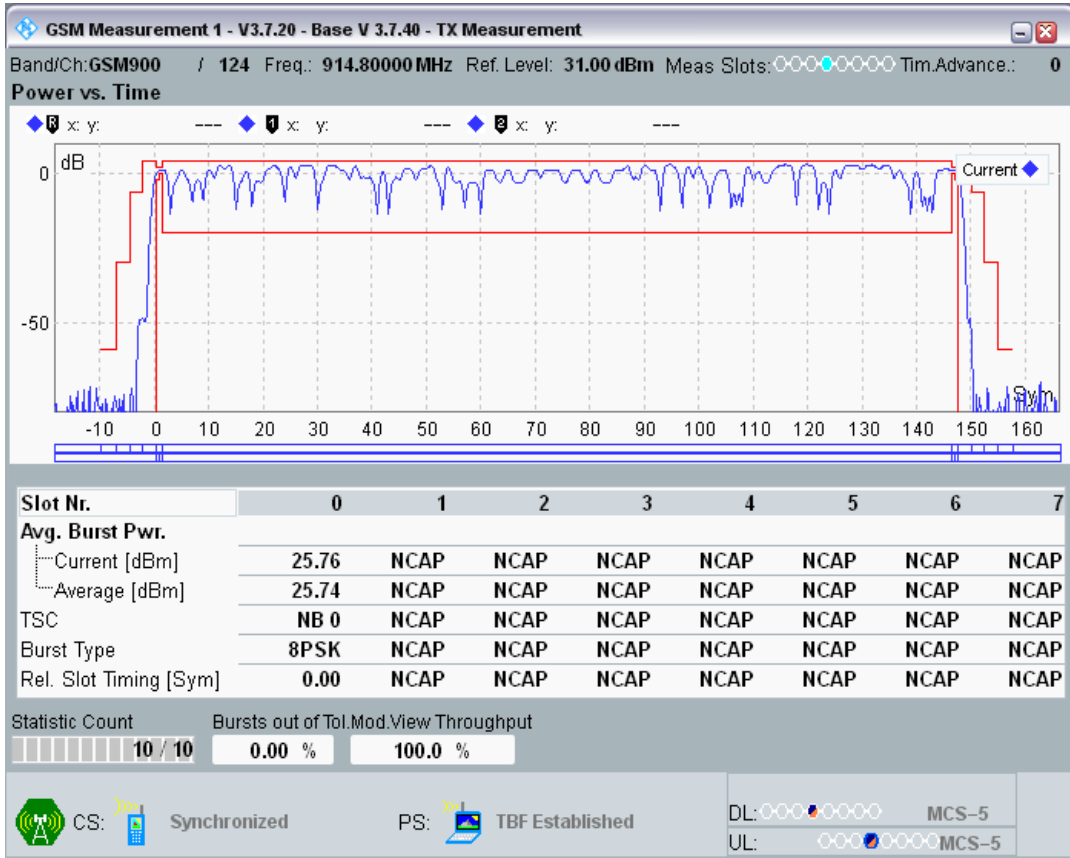 GSM Measurement 1 - V3.7.20 - Base V 3.7.40 - TX Measurement
Band/Ch:GSM900 / 124 Freq.: 914.80000 MHz Ref. Level: 31.00 dBm Meas Slots: Tim.Advance.: 0
Power vs. Time
R x: y: --- 1 x: y: --- 2 x: y: ---
dB
Current
0
-50
Sym
-10 0 10 20 30 40 50 60 70 80 90 100 110 120 130 140 150 160
Slot Nr. 0 1 2 3 4 5 6 7
Avg. Burst Pwr.
Current [dBm] 25.76 NCAP NCAP NCAP NCAP NCAP NCAP NCAP
Average [dBm] 25.74 NCAP NCAP NCAP NCAP NCAP NCAP NCAP
TSC NB 0 NCAP NCAP NCAP NCAP NCAP NCAP NCAP
Burst Type 8PSK NCAP NCAP NCAP NCAP NCAP NCAP NCAP
Rel. Slot Timing [Sym] 0.00 NCAP NCAP NCAP NCAP NCAP NCAP NCAP
Statistic Count Bursts out of Tol.Mod.View Throughput
10 / 10 0.00 % 100.0 %
CS: Synchronized PS: TBF Established
DL: MCS-5
UL: MCS-5